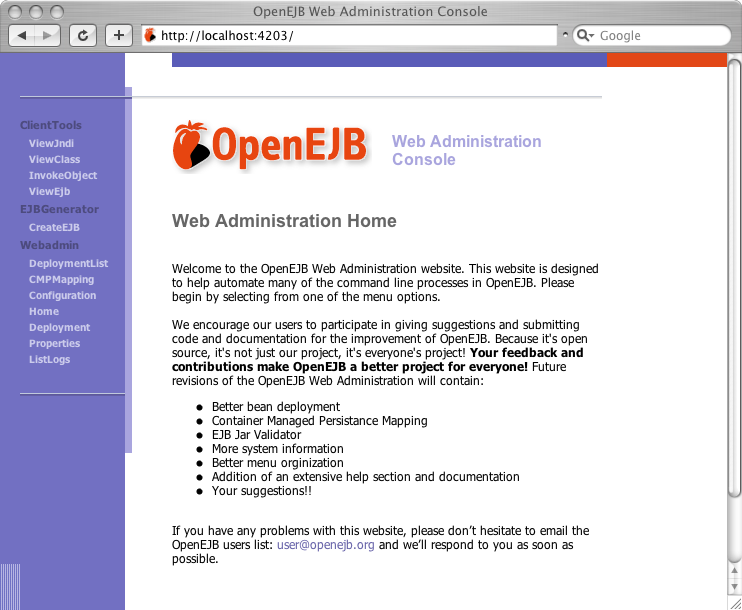 OpenEJB Web Administration Console
http://localhost:4203/
Google
ClientTools
ViewJndi
ViewClass
InvokeObject
ViewEjb
EJBGenerator
CreateEJB
Webadmin
DeploymentList
CMPMapping
Configuration
Home
Deployment
Properties
ListLogs
OpenEJB
Web Administration
Console
Web Administration Home
Welcome to the OpenEJB Web Administration website. This website is designed
to help automate many of the command line processes in OpenEJB. Please
begin by selecting from one of the menu options.
We encourage our users to participate in giving suggestions and submitting
code and documentation for the improvement of OpenEJB. Because it's open
source, it's not just our project, it's everyone's project! Your feedback and
contributions make OpenEJB a better project for everyone! Future
revisions of the OpenEJB Web Administration will contain:
● Better bean deployment
● Container Managed Persistance Mapping
● EJB Jar Validator
● More system information
● Better menu orginization
● Addition of an extensive help section and documentation
● Your suggestions!!
If you have any problems with this website, please don’t hesitate to email the
OpenEJB users list: user@openejb.org and we’ll respond to you as soon as
possible.